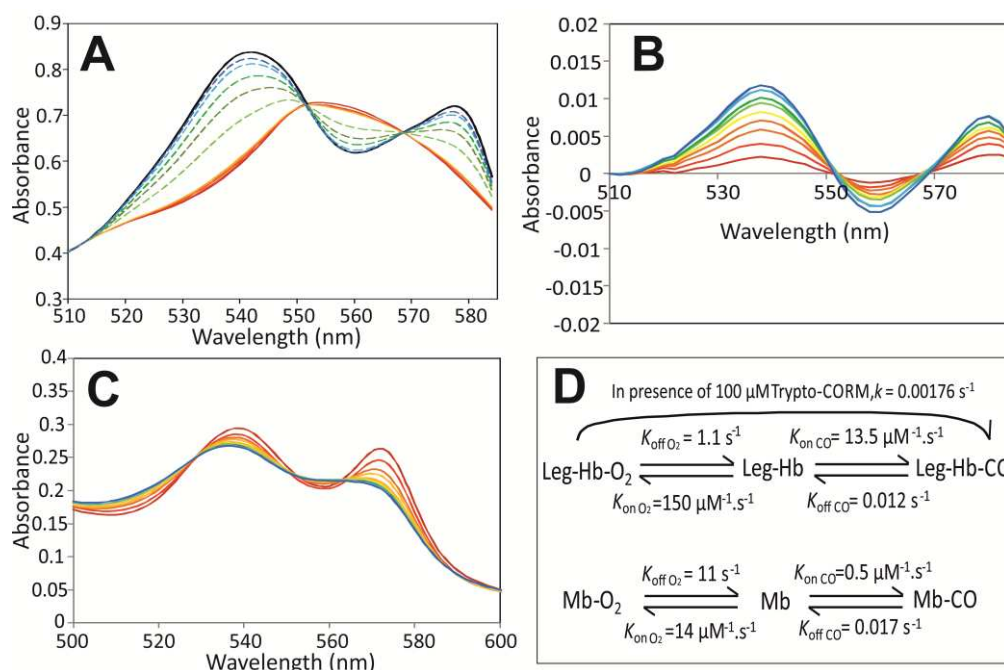 A
0.9
0.8
0.7
0.6
0.5
0.4
0.3
Absorbance
510 520 530 540 550 560 570 580
Wavelength (nm)
B
0.02
0.015
0.01
0.005
0
-0.005
-0.01
-0.015
-0.02
Absorbance
510 530 550 570
Wavelength (nm)
C
0.4
0.35
0.3
0.25
0.2
0.15
0.1
0.05
0
Absorbance
500 520 540 560 580 600
Wavelength (nm)
D
In presence of 100 µMTrypto-CORM,k = 0.00176 s-1
Koff O2 = 1.1 s-1 Kon CO = 13.5 µM-1.s-1
Leg-Hb-O2 Leg-Hb Leg-Hb-CO
Kon O2 =150 µM-1.s-1 Koff CO = 0.012 s-1
Koff O2 = 11 s-1 Kon CO=0.5 µM-1.s-1
Mb-O2 Mb Mb-CO
Kon O2 =14 µM-1.s-1 Koff CO = 0.017 s-1